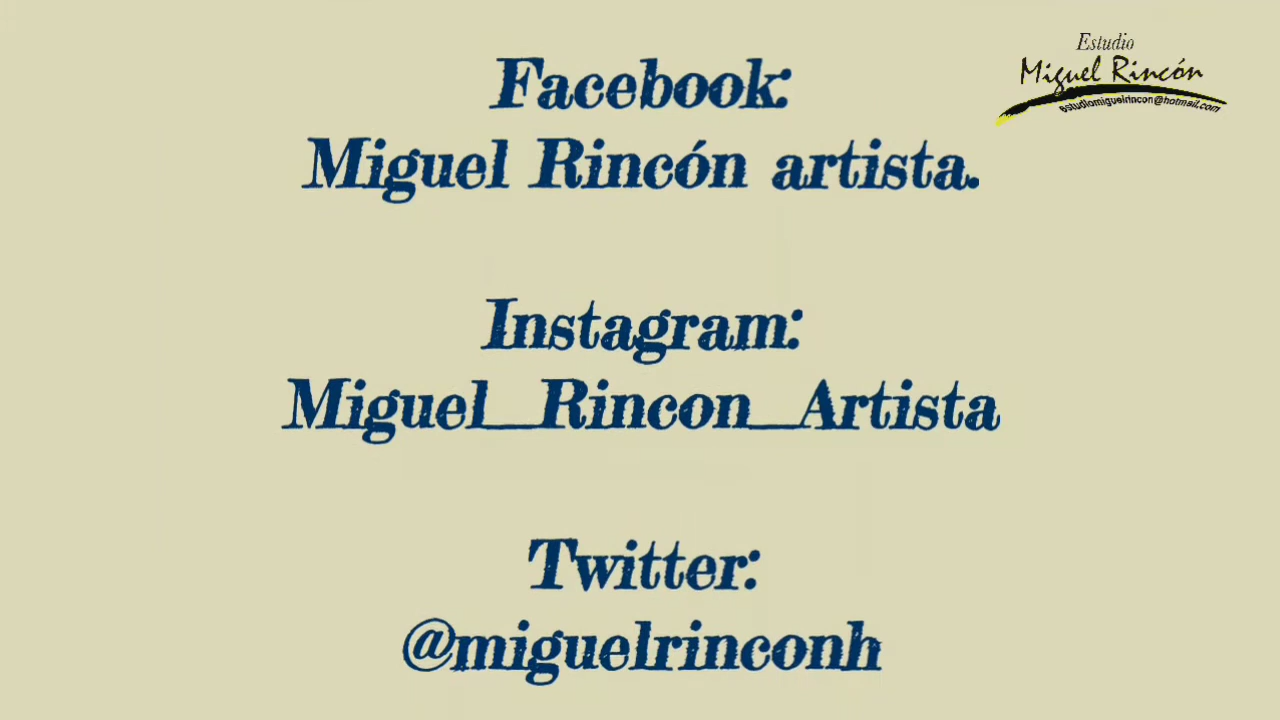 Estudio
Miguel Rincón
estudiomiguelrincon@hotmail.com
Facebook:
Miguel Rincón artista.
Instagram:
Miguel_Rincon_Artista
Twitter:
@miguelrinconh